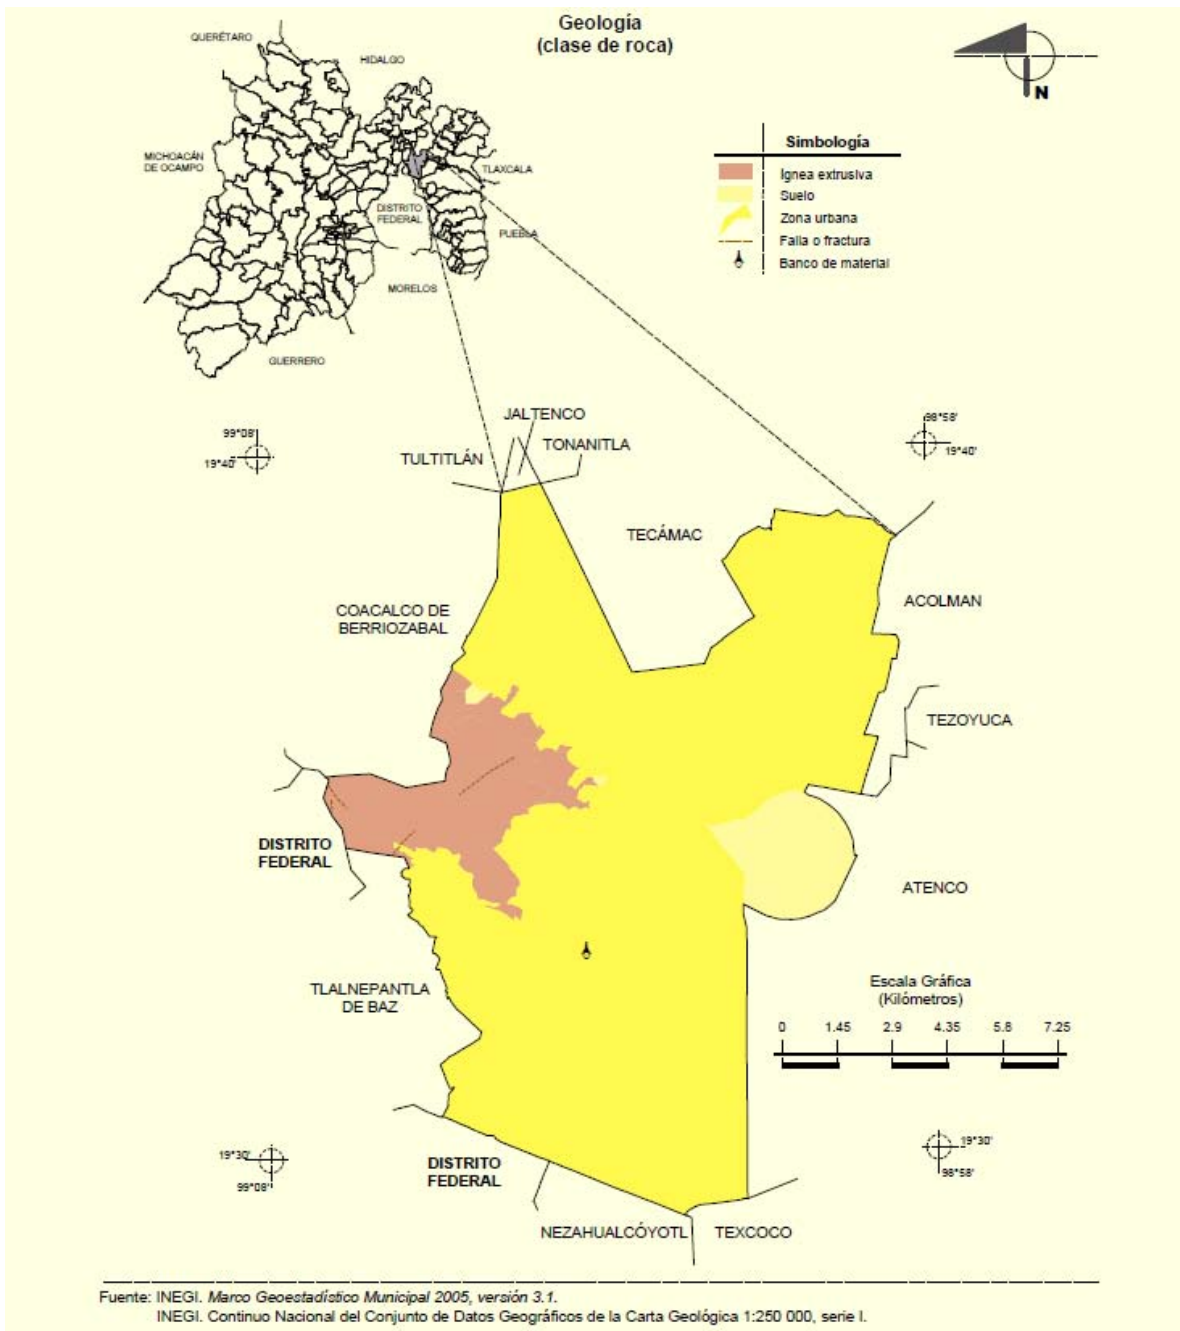 Geología
(clase de roca)
QUERÉTARO
HIDALGO
N
MICHOACÁN
DE OCAMPO
TLAXCALA
DISTRITO
FEDERAL
PUEBLA
MORELOS
GUERRERO
Simbología
Ignea extrusiva
Suelo
Zona urbana
Falla o fractura
Banco de material
JALTENCO
TONANITLA
TULTITLÁN
99°08'
19°40'
98°58'
19°40'
TECÁMAC
ACOLMAN
COACALCO DE
BERRIOZABAL
TEZOYUCA
DISTRITO
FEDERAL
ATENCO
TLALNEPANTLA
DE BAZ
Escala Gráfica
(Kilómetros)
0 1.45 2.9 4.35 5.8 7.25
19°30'
99°08'
19°30'
98°58'
DISTRITO
FEDERAL
NEZAHUALCÓYOTL
TEXCOCO
Fuente: INEGI. Marco Geoestadístico Municipal 2005, versión 3.1.
INEGI. Continuo Nacional del Conjunto de Datos Geográficos de la Carta Geológica 1:250 000, serie I.